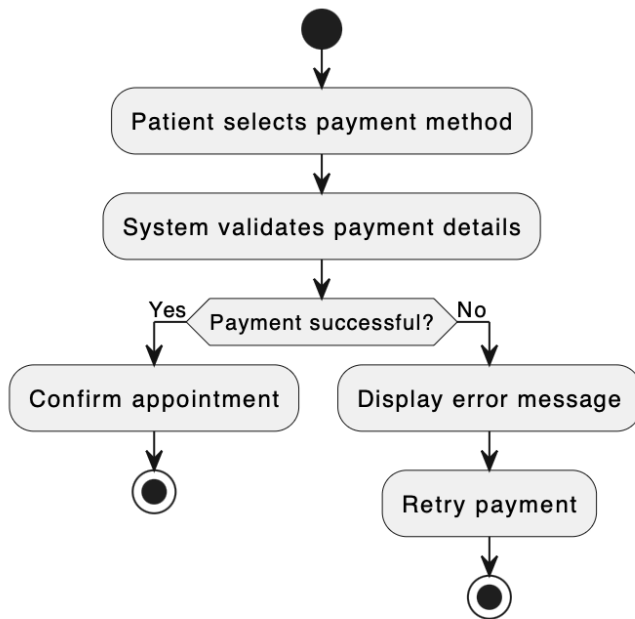 Patient selects payment method
System validates payment details
Yes
Payment successful?
No
Confirm appointment
Display error message
Retry payment